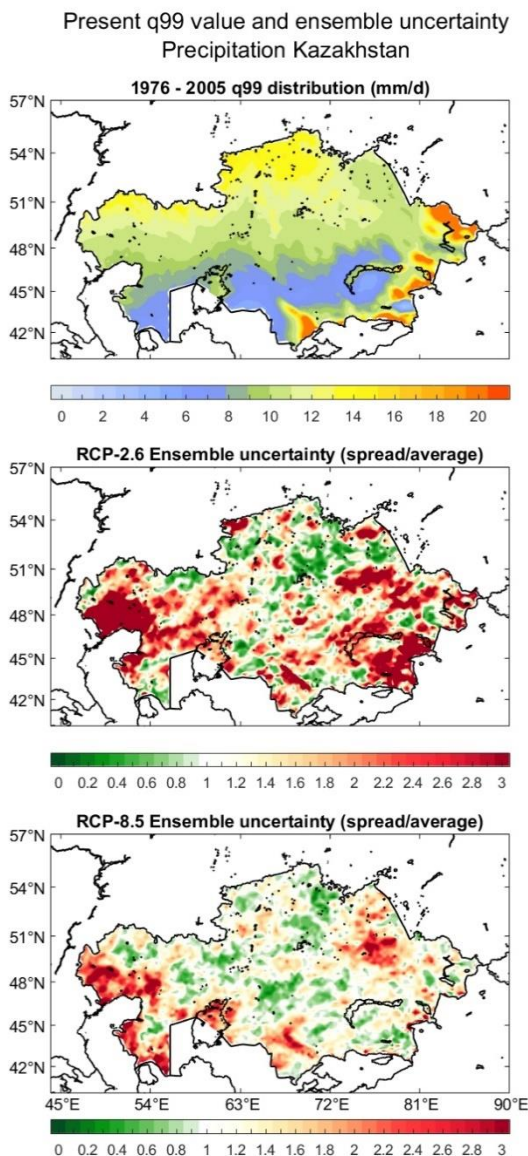 Present q99 value and ensemble uncertainty
Precipitation Kazakhstan
1976 - 2005 q99 distribution (mm/d)
57°N
54°N
51°N
48°N
45°N
42°N
0 2 4 6 8 10 12 14 16 18 20
RCP-2.6 Ensemble uncertainty (spread/average)
57°N
54°N
51°N
48°N
45°N
42°N
0 0.2 0.4 0.6 0.8 1 1.2 1.4 1.6 1.8 2 2.2 2.4 2.6 2.8 3
RCP-8.5 Ensemble uncertainty (spread/average)
57°N
54°N
51°N
48°N
45°N
42°N
45°E 54°E 63°E 72°E 81°E 90°E
0 0.2 0.4 0.6 0.8 1 1.2 1.4 1.6 1.8 2 2.2 2.4 2.6 2.8 3